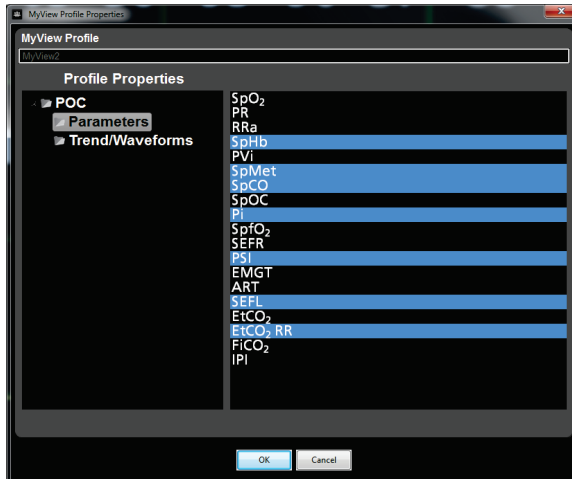 MyView Profile Properties
MyView Profile
MyView2
Profile Properties
POC
Parameters
Trend/Waveforms
SpO₂
PR
RRa
SpHb
PVi
SpMet
SpCO
SpOC
Pi
SpfO₂
SEFR
PSI
EMGT
ART
SEFL
EtCO₂
EtCO₂ RR
FiCO₂
IPI
OK
Cancel